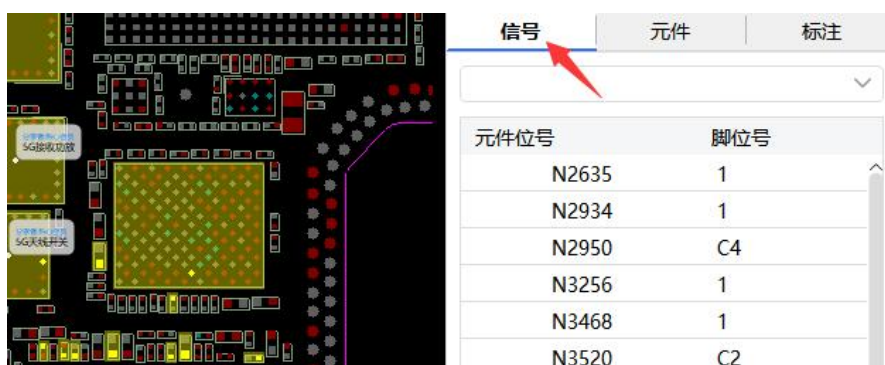 信号 元件 标注
元件位号 脚位号
N2635 1
N2934 1
N2950 C4
N3256 1
N3468 1
N3520 C2
5G接收功放
5G天线开关